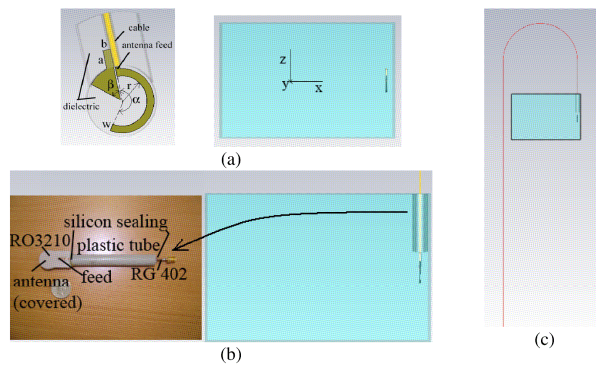 cable
antenna feed
b
a
β
r
α
w
dielectric
z
y
x
(a)
silicon sealing
plastic tube
RO3210
feed
RG 402
antenna
(covered)
(b)
(c)